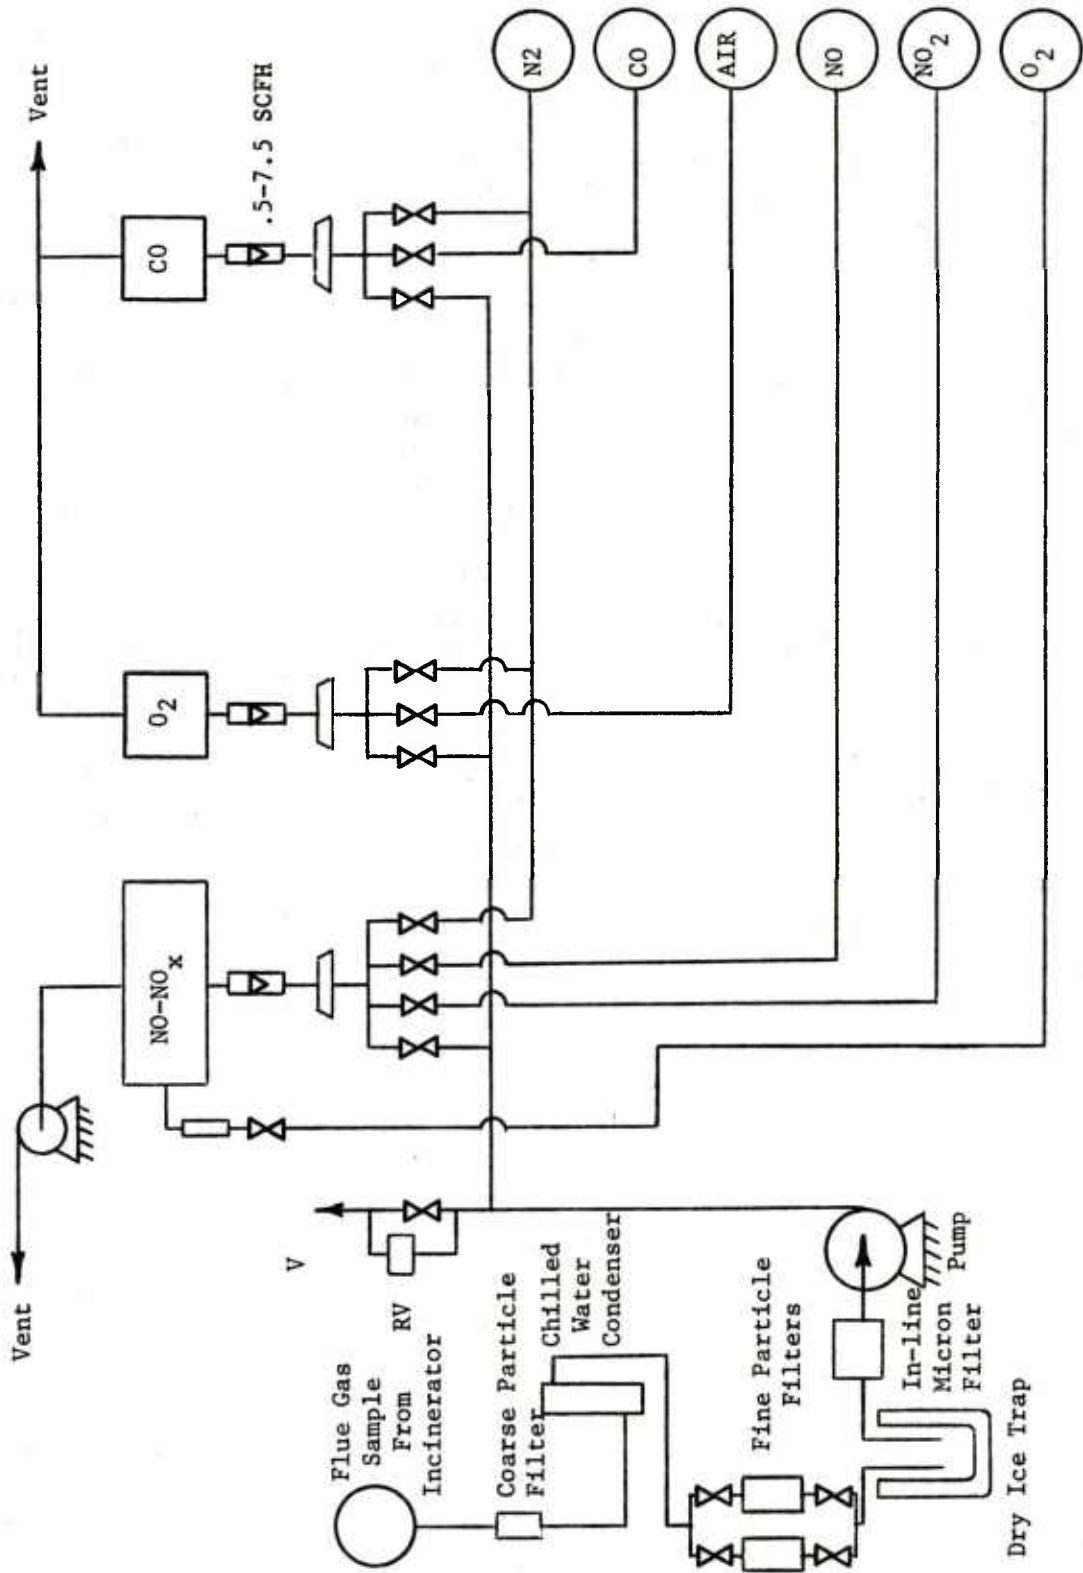 Vent
Vent
NO-NOₓ
O₂
CO
.5-7.5 SCFH
V
RV
Flue Gas
Sample
From
Incinerator
Coarse Particle
Filter
Chilled
Water
Condenser
Fine Particle
Filters
In-line
Micron
Filter
Pump
Dry Ice Trap
N2
CO
AIR
NO
NO₂
O₂